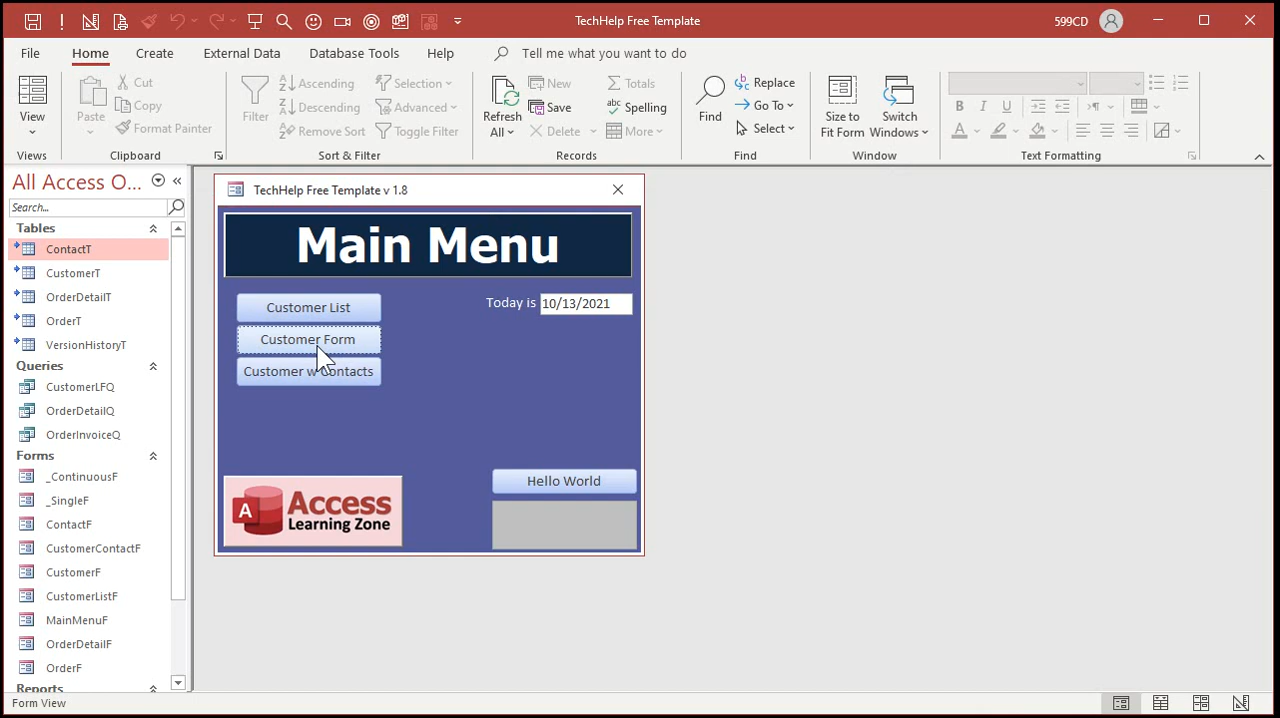 TechHelp Free Template
599CD
File Home Create External Data Database Tools Help Tell me what you want to do
View
Views
Paste
Cut
Copy
Format Painter
Clipboard
Filter
Ascending
Descending
Remove Sort
Selection
Advanced
Toggle Filter
Sort & Filter
Refresh
All
New
Save
Delete
Totals
Spelling
More
Records
Find
Replace
Go To
Select
Find
Size to
Fit Form
Switch
Windows
Window
B I U
A
Text Formatting
All Access O...
Search...
Tables
ContactT
CustomerT
OrderDetailT
OrderT
VersionHistoryT
Queries
CustomerLFQ
OrderDetailQ
OrderInvoiceQ
Forms
_ContinuousF
_SingleF
ContactF
CustomerContactF
CustomerF
CustomerListF
MainMenuF
OrderDetailF
OrderF
Reports
TechHelp Free Template v 1.8
Main Menu
Customer List
Today is 10/13/2021
Customer Form
Customer w Contacts
Hello World
A Access
Learning Zone
Form View